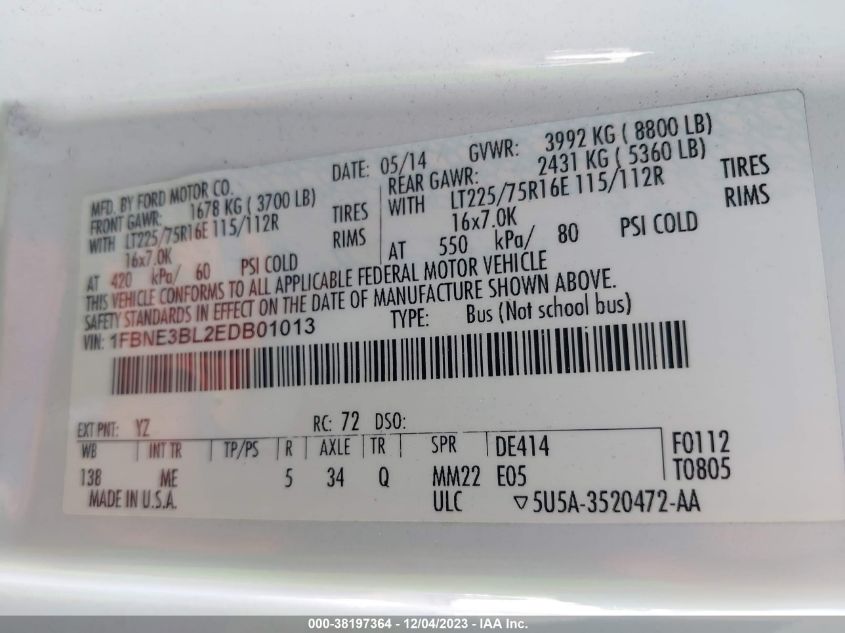 MFD. BY FORD MOTOR CO.
DATE: 05/14 GVWR: 3992 KG ( 8800 LB)
FRONT GAWR: 1678 KG ( 3700 LB)
WITH LT225/75R16E 115/112R TIRES
16x7.0K RIMS
AT 420 kPa/ 60 PSI COLD
REAR GAWR: 2431 KG ( 5360 LB)
WITH LT225/75R16E 115/112R TIRES
16x7.0K RIMS
AT 550 kPa/ 80 PSI COLD
THIS VEHICLE CONFORMS TO ALL APPLICABLE FEDERAL MOTOR VEHICLE
SAFETY STANDARDS IN EFFECT ON THE DATE OF MANUFACTURE SHOWN ABOVE.
VIN: 1FBNE3BL2EDB01013 TYPE: Bus (Not school bus)
EXT PNT: YZ RC: 72 DSO:
WB INT TR TP/PS R AXLE TR SPR DE414 F0112
138 ME 5 34 Q MM22 E05 T0805
MADE IN U.S.A. ULC ▽5U5A-3520472-AA
000-38197364 - 12/04/2023 - IAA Inc.